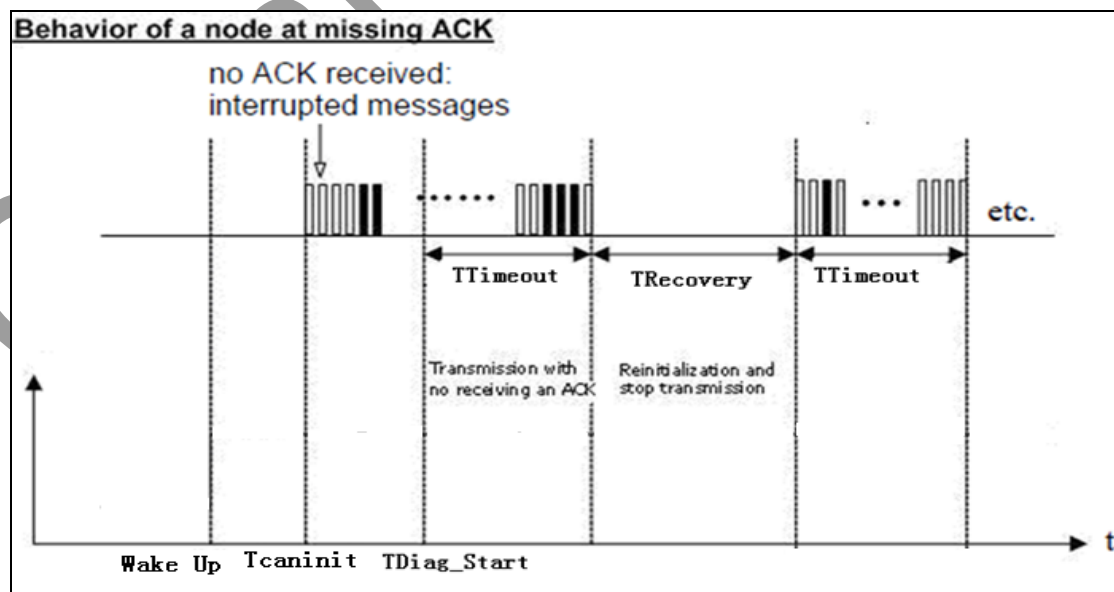 Behavior of a node at missing ACK
no ACK received:
interrupted messages
etc.
TTimeout
TRecovery
TTimeout
Transmission with
no receiving an ACK
Reinitialization and
stop transmission
t
Wake Up
Tcaninit
TDiag_Start